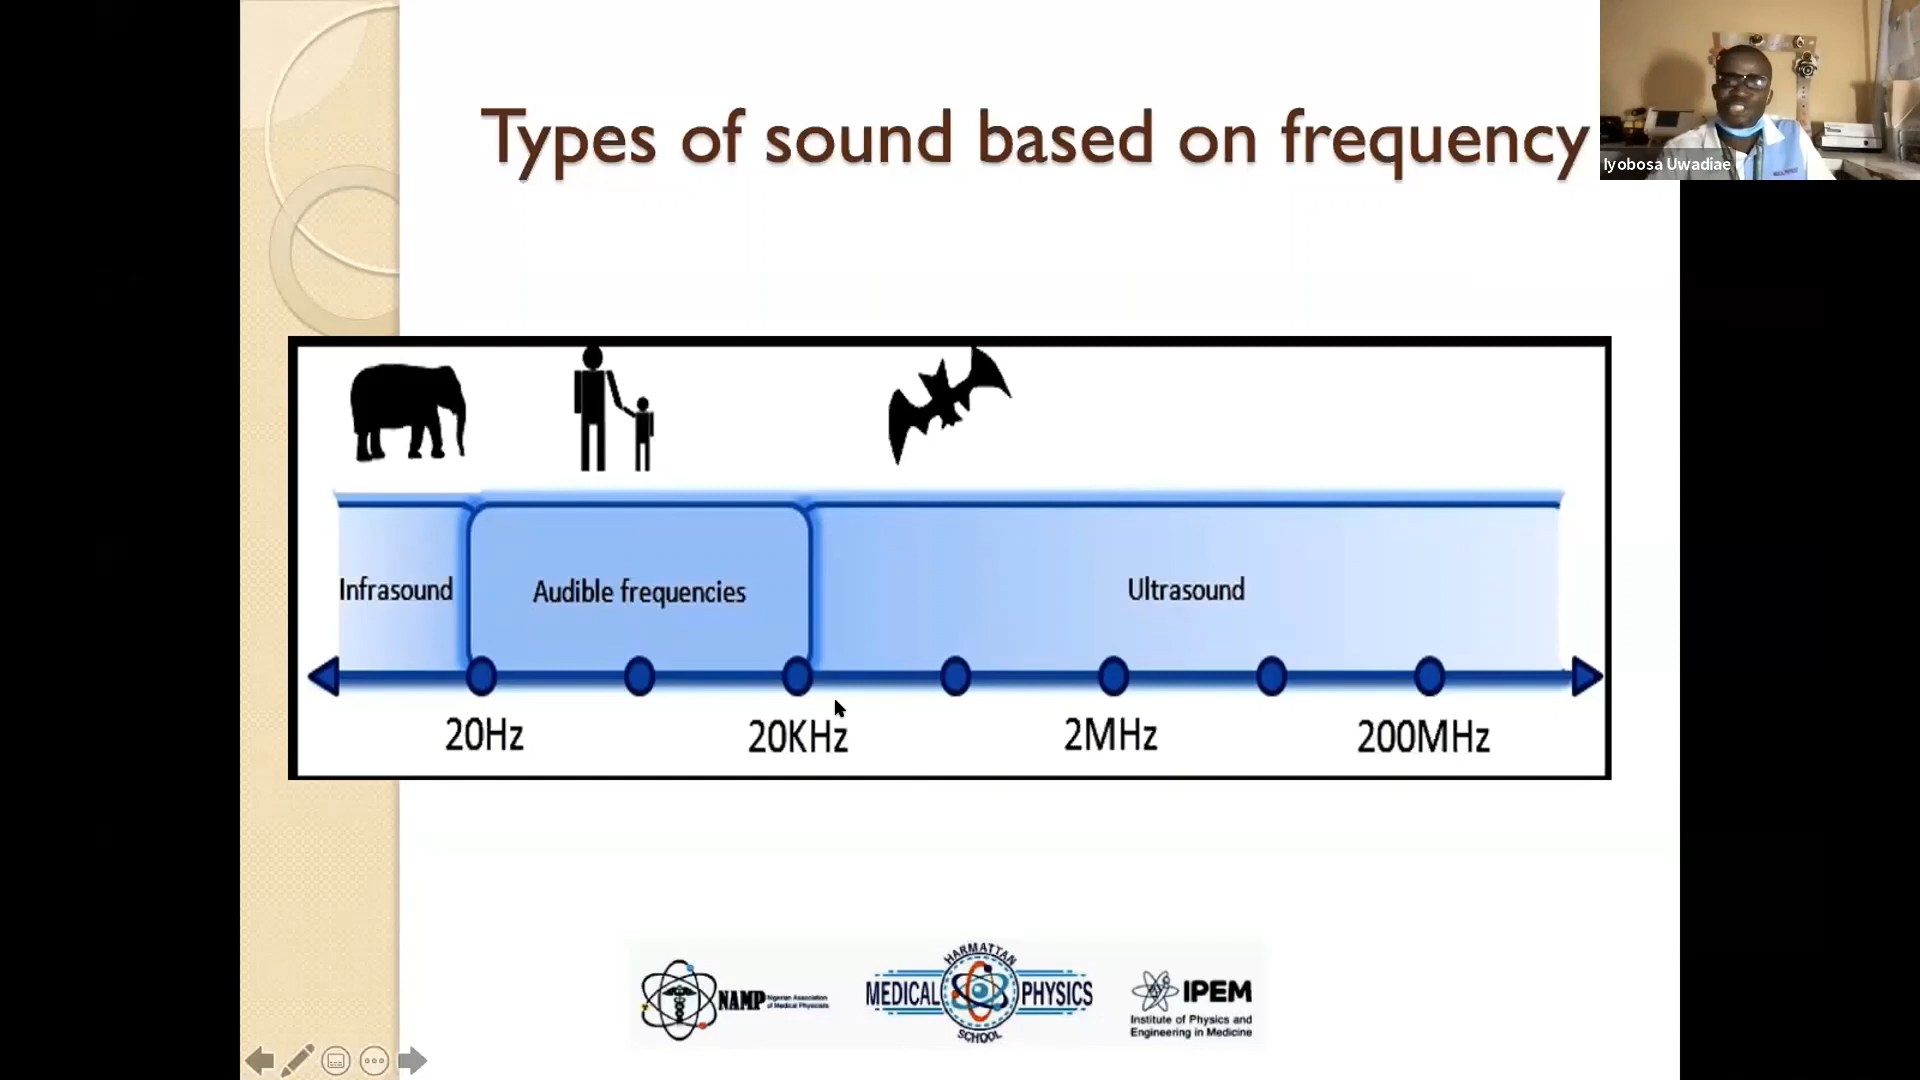 Types of sound based on frequency
Iyobosa Uwadiae
Infrasound
Audible frequencies
Ultrasound
20Hz
20KHz
2MHz
200MHz
NAMP
Nigerian Association
of Medical Physicists
HARMATTAN
MEDICAL PHYSICS
SCHOOL
IPEM
Institute of Physics and
Engineering in Medicine